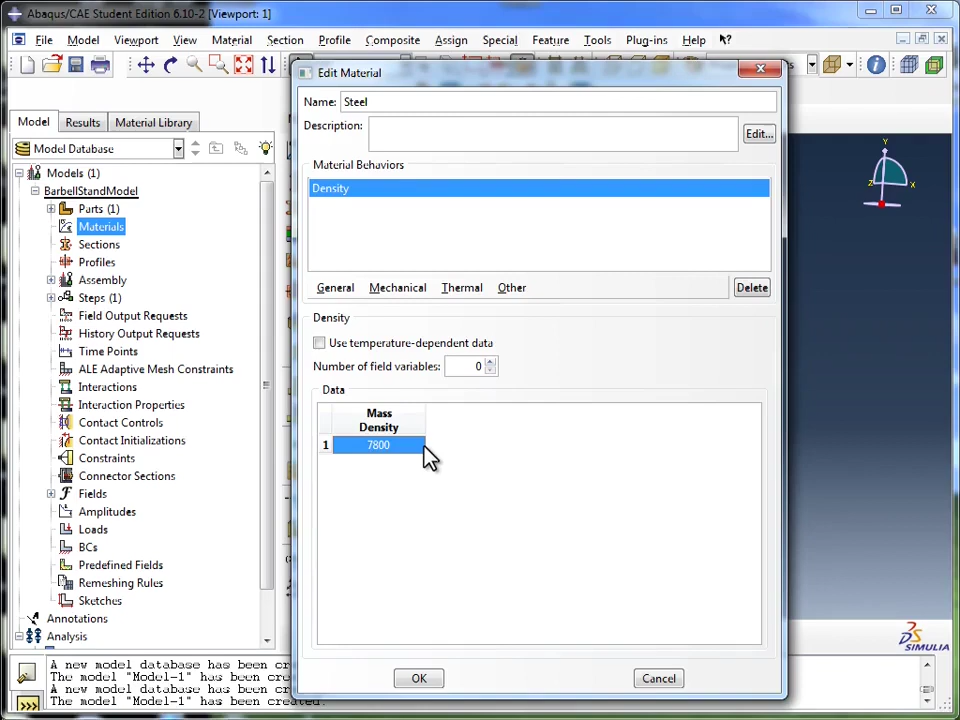 Abaqus/CAE Student Edition 6.10-2 [Viewport: 1]
File Model Viewport View Material Section Profile Composite Assign Special Feature Tools Plug-ins Help
Edit Material
Name: Steel
Description:
Edit...
Model Results Material Library
Model Database
Material Behaviors
Density
Models (1)
BarbellStandModel
Parts (1)
Materials
Sections
Profiles
Assembly
Steps (1)
Field Output Requests
History Output Requests
Time Points
ALE Adaptive Mesh Constraints
Interactions
Interaction Properties
Contact Controls
Contact Initializations
Constraints
Connector Sections
Fields
Amplitudes
Loads
BCs
Predefined Fields
Remeshing Rules
Sketches
Annotations
Analysis
General Mechanical Thermal Other
Delete
Density
Use temperature-dependent data
Number of field variables: 0
Data
Mass
Density
1 7800
OK Cancel
Y
Z X
SIMULIA
A new model database has been cre
The model "Model-1" has been crea
A new model database has been cre
The model "Model-1" has been created.